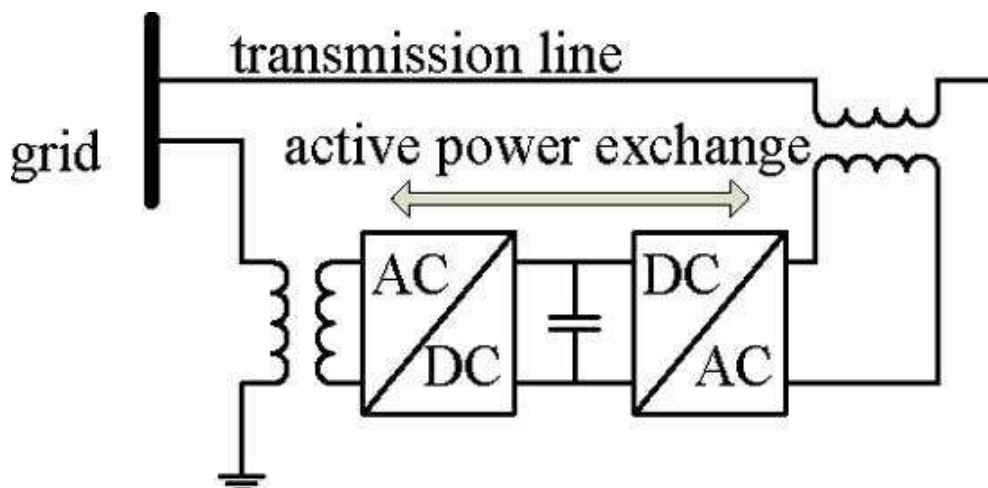 transmission line
grid
active power exchange
AC
DC
DC
AC